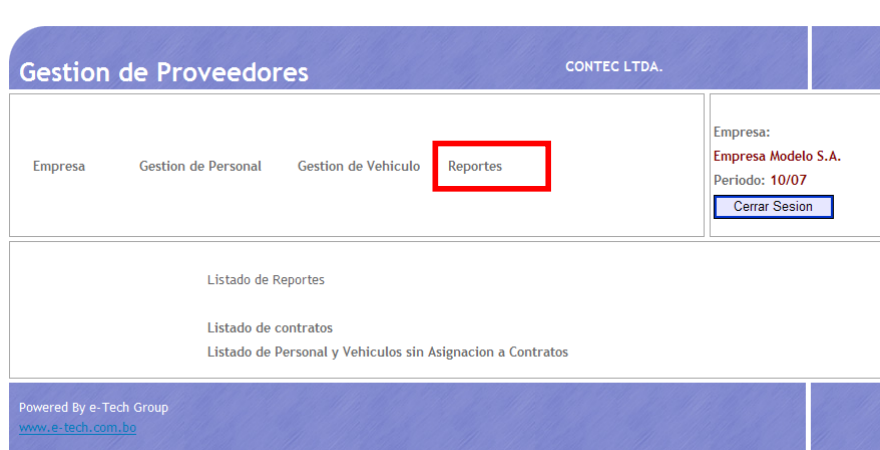 Gestion de Proveedores
CONTEC LTDA.
Empresa
Gestion de Personal
Gestion de Vehiculo
Reportes
Empresa:
Empresa Modelo S.A.
Periodo: 10/07
Cerrar Sesion
Listado de Reportes
Listado de contratos
Listado de Personal y Vehiculos sin Asignacion a Contratos
Powered By e-Tech Group
www.e-tech.com.bo